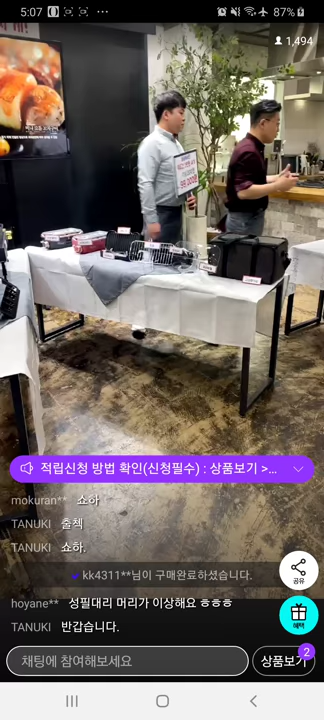 5:07
87%
1,494
적립신청 방법 확인(신청필수) : 상품보기 >...
mokuran** 쇼하
TANUKI 출첵
TANUKI 쇼하.
kk4311**님이 구매완료하셨습니다.
공유
hoyane** 성필대리 머리가 이상해요 ㅎㅎㅎ
혜택
TANUKI 반갑습니다.
채팅에 참여해보세요
상품보기
2